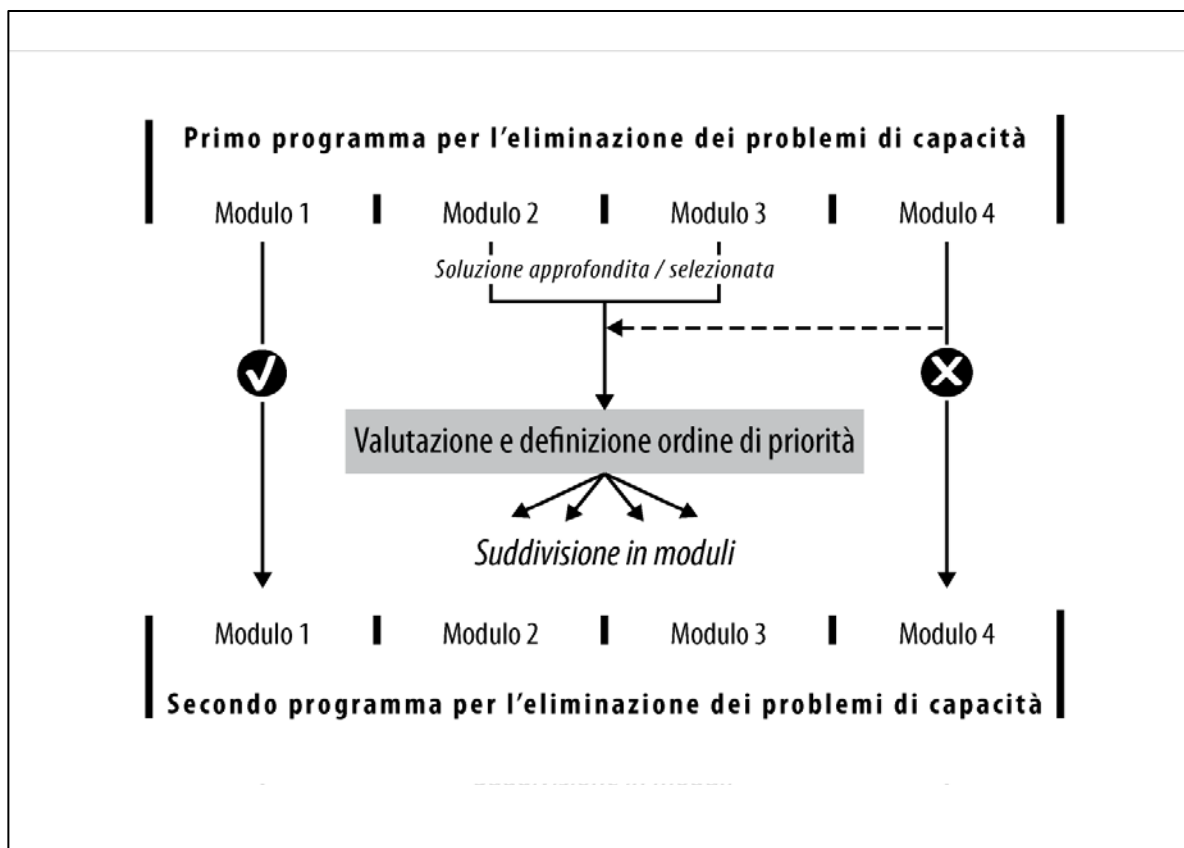 Primo programma per l’eliminazione dei problemi di capacità
Modulo 1 Modulo 2 Modulo 3 Modulo 4
Soluzione approfondita / selezionata
Valutazione e definizione ordine di priorità
Suddivisione in moduli
Modulo 1 Modulo 2 Modulo 3 Modulo 4
Secondo programma per l’eliminazione dei problemi di capacità